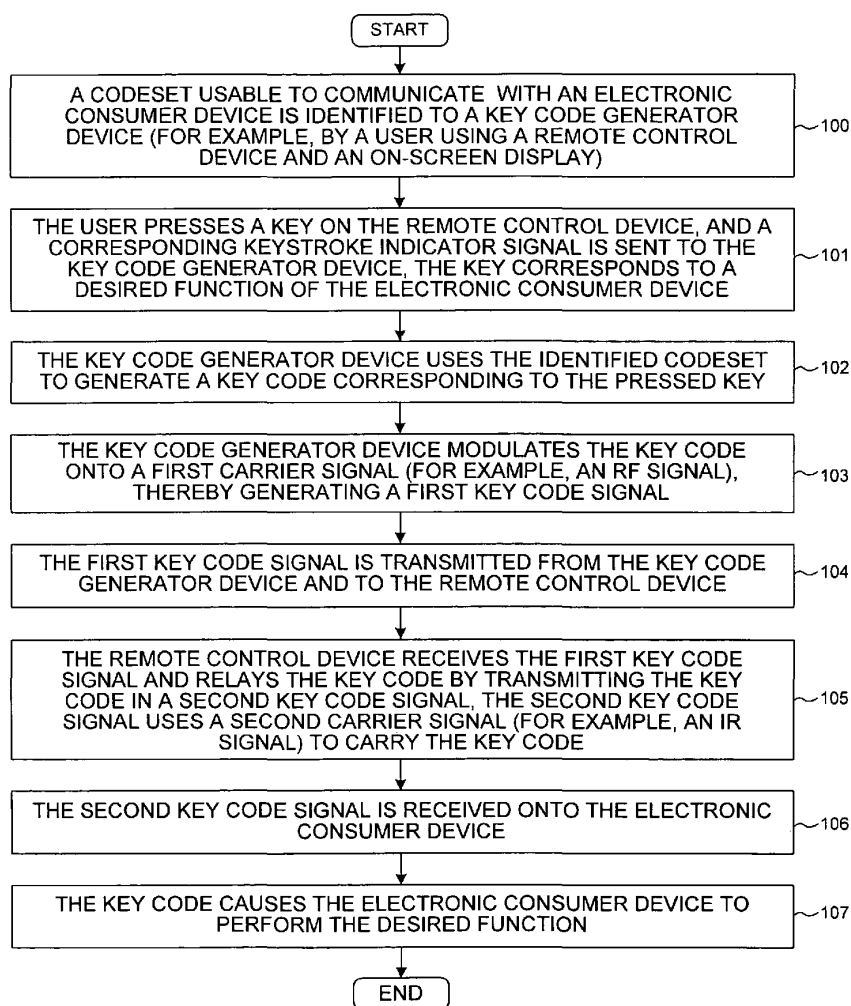 START
A CODESET USABLE TO COMMUNICATE WITH AN ELECTRONIC
CONSUMER DEVICE IS IDENTIFIED TO A KEY CODE GENERATOR
DEVICE (FOR EXAMPLE, BY A USER USING A REMOTE CONTROL
DEVICE AND AN ON-SCREEN DISPLAY)
100
THE USER PRESSES A KEY ON THE REMOTE CONTROL DEVICE, AND A
CORRESPONDING KEYSTROKE INDICATOR SIGNAL IS SENT TO THE
KEY CODE GENERATOR DEVICE, THE KEY CORRESPONDS TO A
DESIRED FUNCTION OF THE ELECTRONIC CONSUMER DEVICE
101
THE KEY CODE GENERATOR DEVICE USES THE IDENTIFIED CODESET
TO GENERATE A KEY CODE CORRESPONDING TO THE PRESSED KEY
102
THE KEY CODE GENERATOR DEVICE MODULATES THE KEY CODE
ONTO A FIRST CARRIER SIGNAL (FOR EXAMPLE, AN RF SIGNAL),
THEREBY GENERATING A FIRST KEY CODE SIGNAL
103
THE FIRST KEY CODE SIGNAL IS TRANSMITTED FROM THE KEY CODE
GENERATOR DEVICE AND TO THE REMOTE CONTROL DEVICE
104
THE REMOTE CONTROL DEVICE RECEIVES THE FIRST KEY CODE
SIGNAL AND RELAYS THE KEY CODE BY TRANSMITTING THE KEY
CODE IN A SECOND KEY CODE SIGNAL, THE SECOND KEY CODE
SIGNAL USES A SECOND CARRIER SIGNAL (FOR EXAMPLE, AN IR
SIGNAL) TO CARRY THE KEY CODE
105
THE SECOND KEY CODE SIGNAL IS RECEIVED ONTO THE ELECTRONIC
CONSUMER DEVICE
106
THE KEY CODE CAUSES THE ELECTRONIC CONSUMER DEVICE TO
PERFORM THE DESIRED FUNCTION
107
END